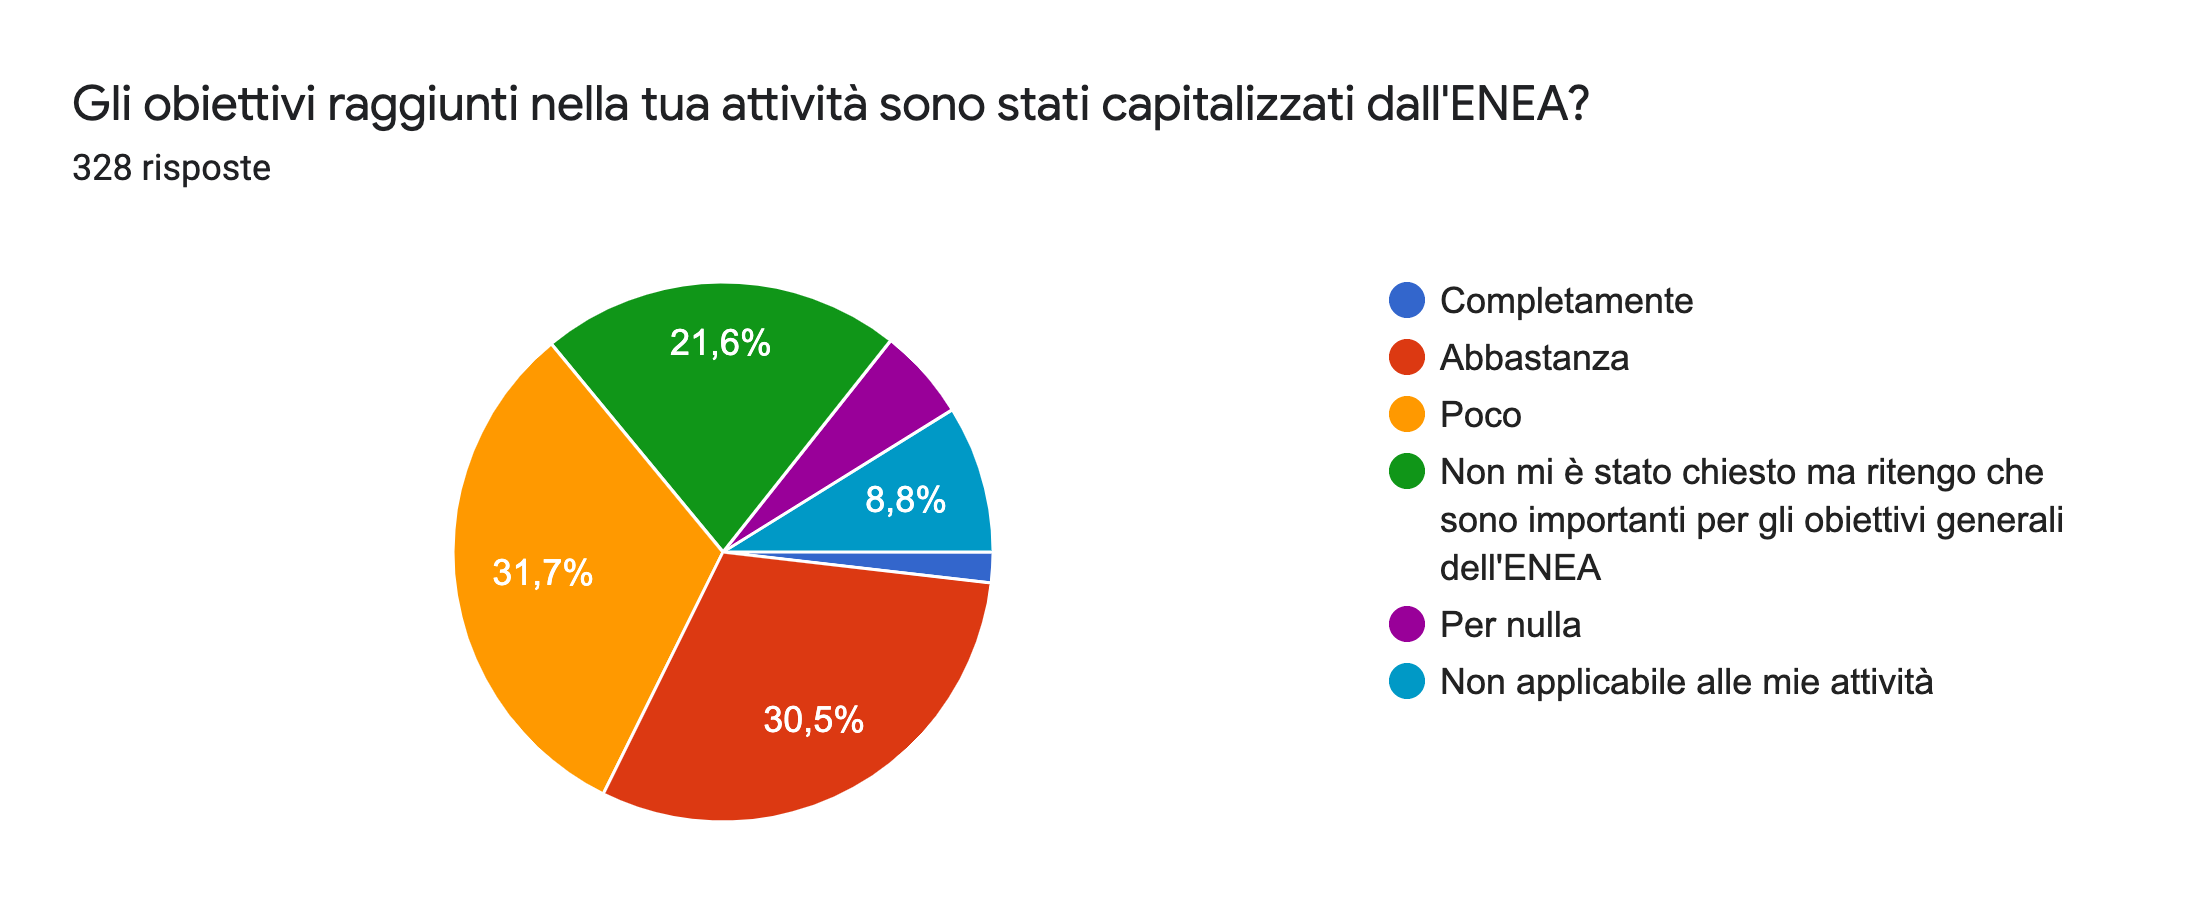 Gli obiettivi raggiunti nella tua attività sono stati capitalizzati dall'ENEA?
328 risposte
21,6%
8,8%
31,7%
30,5%
Completamente
Abbastanza
Poco
Non mi è stato chiesto ma ritengo che
sono importanti per gli obiettivi generali
dell'ENEA
Per nulla
Non applicabile alle mie attività